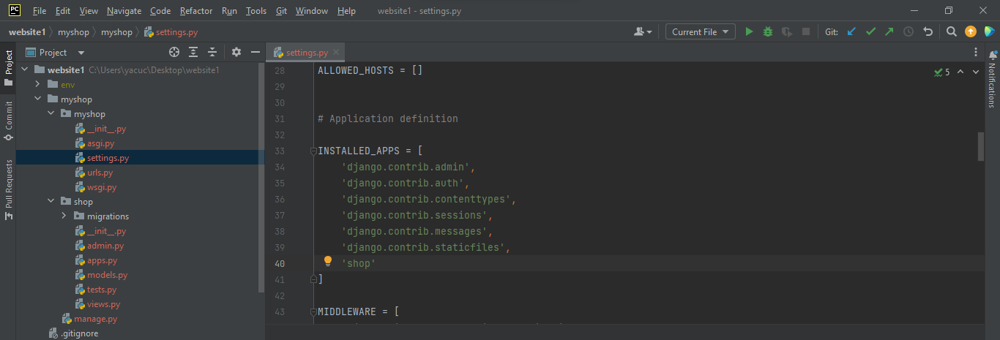 PC File Edit View Navigate Code Refactor Run Tools Git Window Help website1 - settings.py
website1 myshop myshop settings.py Current File Git:
Project
settings.py
website1 C:\Users\yacuc\Desktop\website1
env
myshop
myshop
__init__.py
asgi.py
settings.py
urls.py
wsgi.py
shop
migrations
__init__.py
admin.py
apps.py
models.py
tests.py
views.py
manage.py
.gitignore
28 ALLOWED_HOSTS = []
29
30
31 # Application definition
32
33 INSTALLED_APPS = [
34 'django.contrib.admin',
35 'django.contrib.auth',
36 'django.contrib.contenttypes',
37 'django.contrib.sessions',
38 'django.contrib.messages',
39 'django.contrib.staticfiles',
40 'shop'
41 ]
42
43 MIDDLEWARE = [
5
Project
Commit
Pull Requests
Notifications